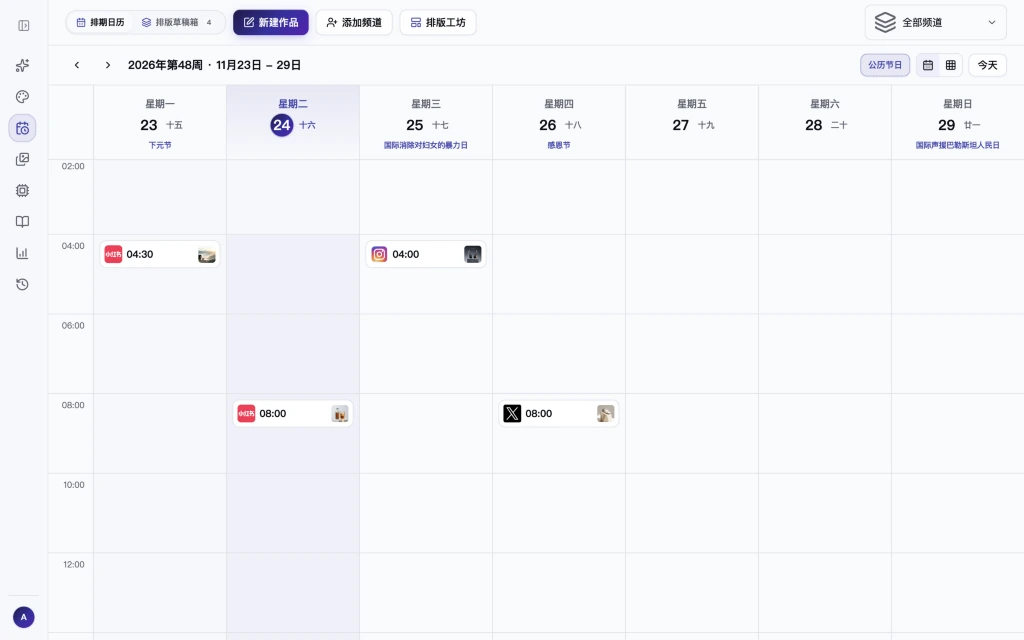 排期日历 排版草稿箱 4 新建作品 添加频道 排版工坊 全部频道
2026年第48周 · 11月23日 – 29日 公历节日 今天
星期一 星期二 星期三 星期四 星期五 星期六 星期日
23 十五 24 十六 25 十七 26 十八 27 十九 28 二十 29 廿一
下元节 国际消除对妇女的暴力日 感恩节 国际声援巴勒斯坦人民日
02:00
04:00
小红书 04:30 04:00
06:00
08:00
小红书 08:00 08:00
10:00
12:00
A